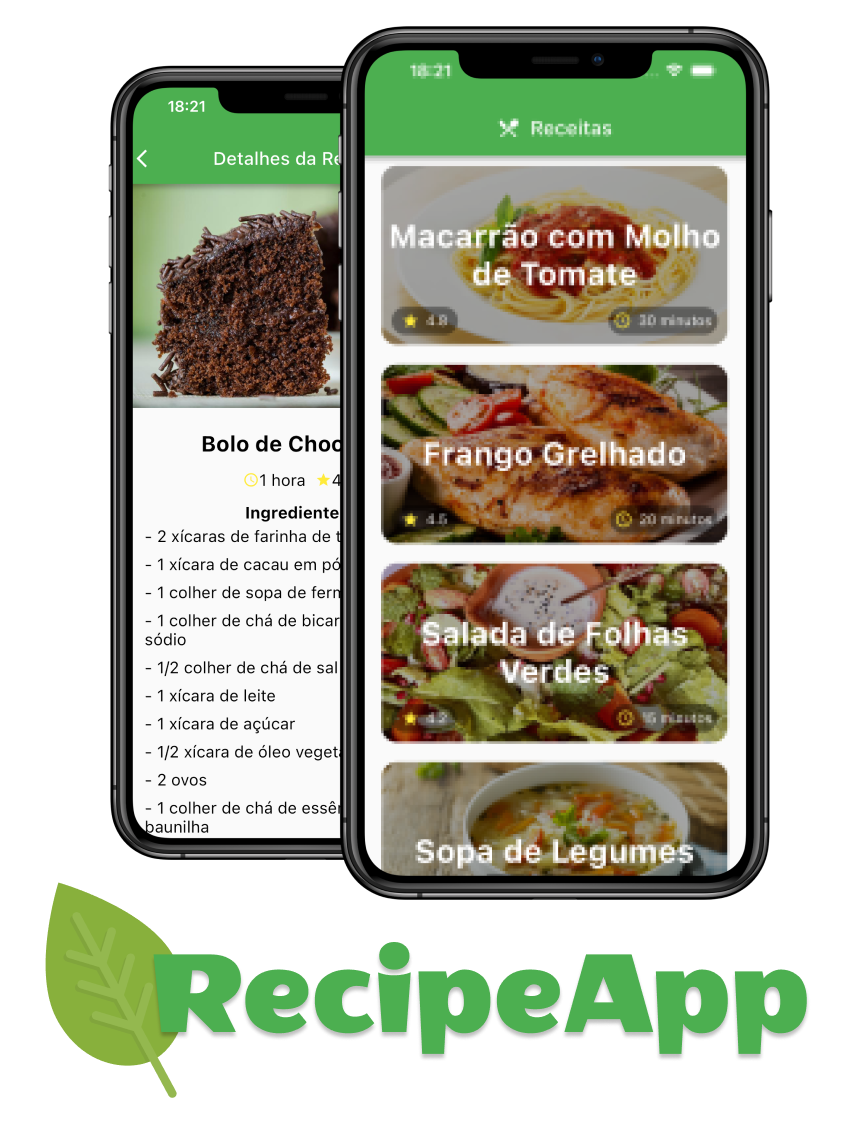 18:21
Detalhes da Re
Bolo de Choc
1 hora 4
Ingrediente
- 2 xícaras de farinha de t
- 1 xícara de cacau em pó
- 1 colher de sopa de ferm
- 1 colher de chá de bicar
sódio
- 1/2 colher de chá de sal
- 1 xícara de leite
- 1 xícara de açúcar
- 1/2 xícara de óleo veget
- 2 ovos
- 1 colher de chá de essên
baunilha
18:21
Receitas
Macarrão com Molho
de Tomate
4.8 30 minutos
Frango Grelhado
4.5 20 minutos
Salada de Folhas
Verdes
4.2 15 minutos
Sopa de Legumes
RecipeApp